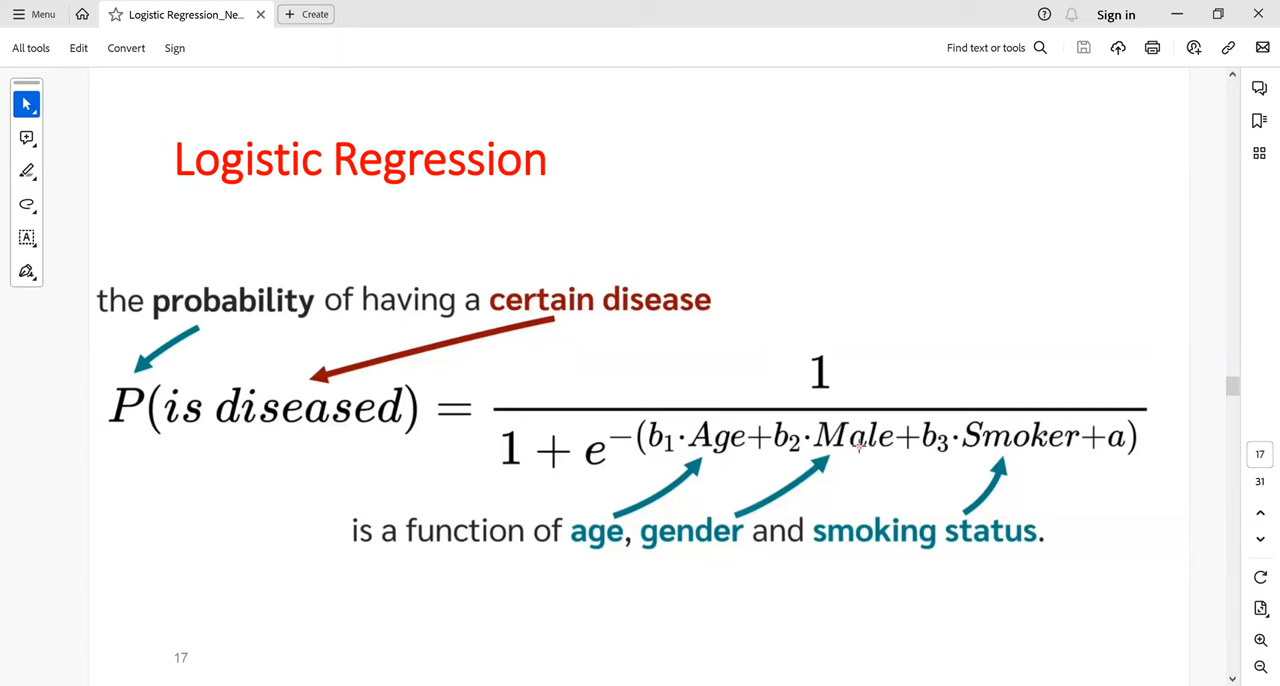 Menu
Logistic Regression_Ne...
Create
Sign in
All tools
Edit
Convert
Sign
Find text or tools
Logistic Regression
the probability of having a certain disease
P(is diseased) = 1 / 1 + e^−(b₁·Age+b₂·Male+b₃·Smoker+a)
is a function of age, gender and smoking status.
17
17
31